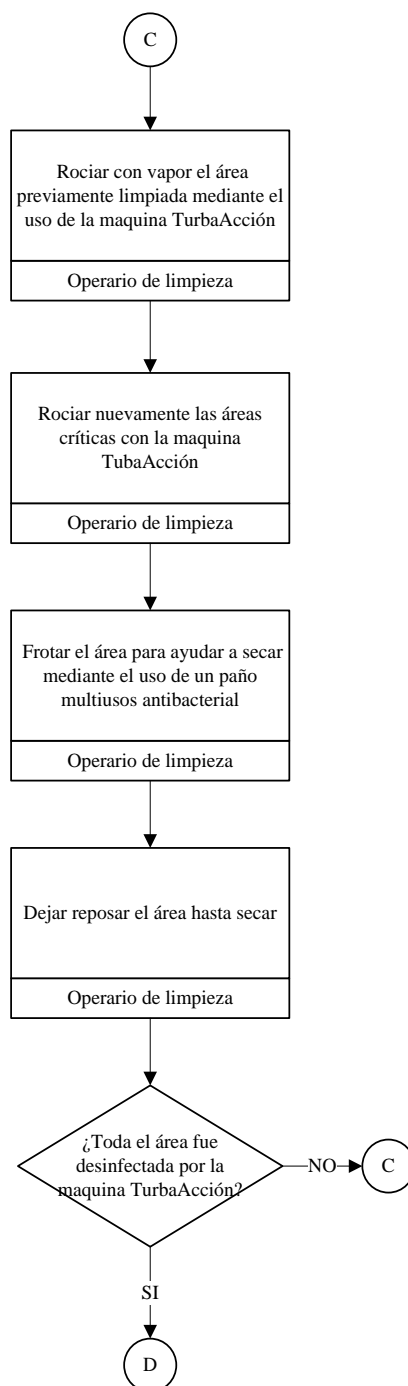 C
Rociar con vapor el área
previamente limpiada mediante el
uso de la maquina TurbaAcción
Operario de limpieza
Rociar nuevamente las áreas
críticas con la maquina
TubaAcción
Operario de limpieza
Frotar el área para ayudar a secar
mediante el uso de un paño
multiusos antibacterial
Operario de limpieza
Dejar reposar el área hasta secar
Operario de limpieza
¿Toda el área fue
desinfectada por la
maquina TurbaAcción?
NO
C
SI
D